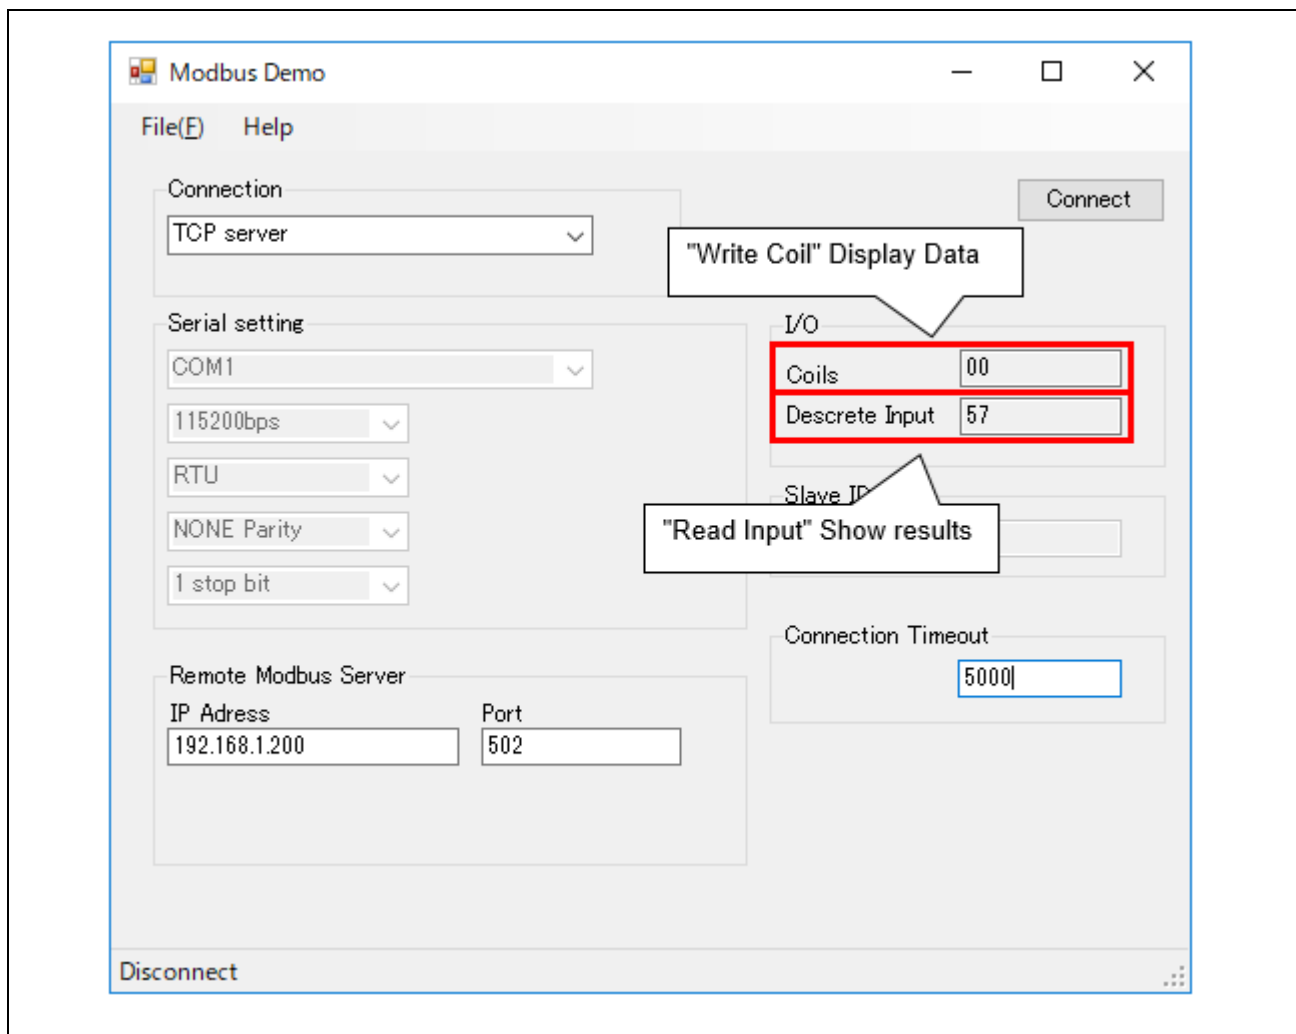 Modbus Demo
File(F) Help
Connection
TCP server
Connect
"Write Coil" Display Data
Serial setting
COM1
115200bps
RTU
NONE Parity
1 stop bit
I/O
Coils 00
Descrete Input 57
"Read Input" Show results
Slave ID
Connection Timeout
5000
Remote Modbus Server
IP Adress Port
192.168.1.200 502
Disconnect